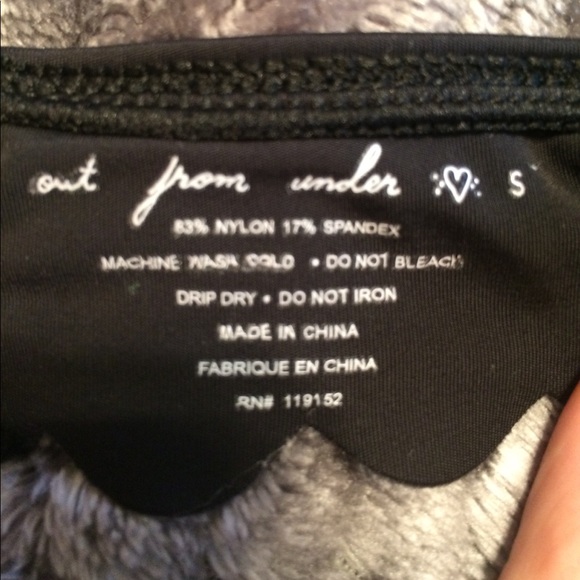 out from under S
83% NYLON 17% SPANDEX
MACHINE WASH COLD • DO NOT BLEACH
DRIP DRY • DO NOT IRON
MADE IN CHINA
FABRIQUE EN CHINA
RN# 119152